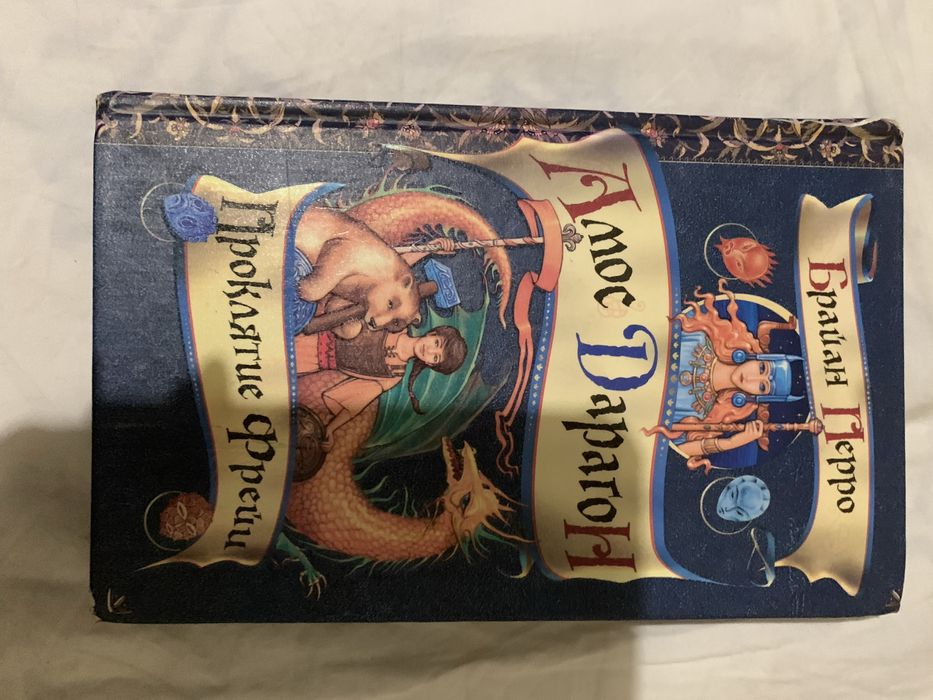 Брайан Перро
Амос Дарагон
Проклятие Фрейи